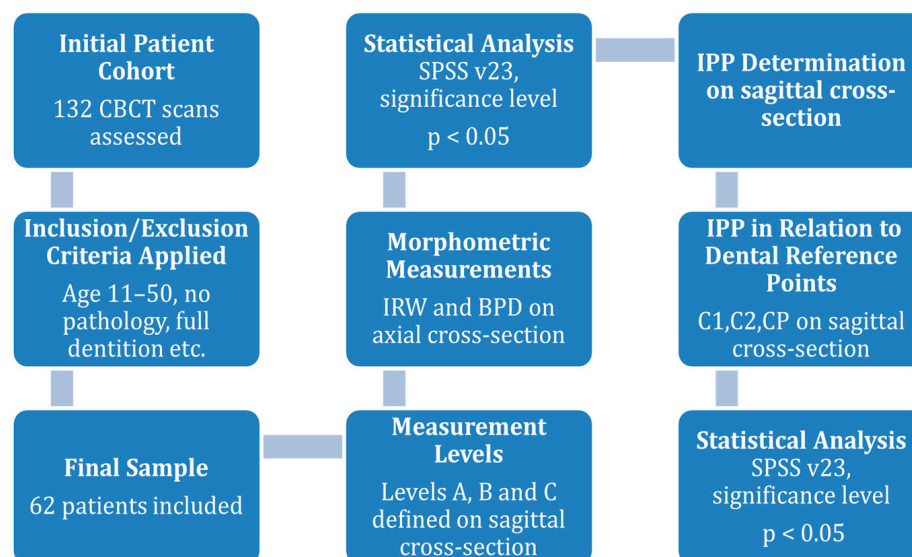 Initial Patient
Cohort
132 CBCT scans
assessed
Inclusion/Exclusion
Criteria Applied
Age 11–50, no
pathology, full
dentition etc.
Final Sample
62 patients included
Measurement
Levels
Levels A, B and C
defined on sagittal
cross-section
Morphometric
Measurements
IRW and BPD on
axial cross-section
Statistical Analysis
SPSS v23,
significance level
p < 0.05
IPP Determination
on sagittal cross-
section
IPP in Relation to
Dental Reference
Points
C1,C2,CP on sagittal
cross-section
Statistical Analysis
SPSS v23,
significance level
p < 0.05